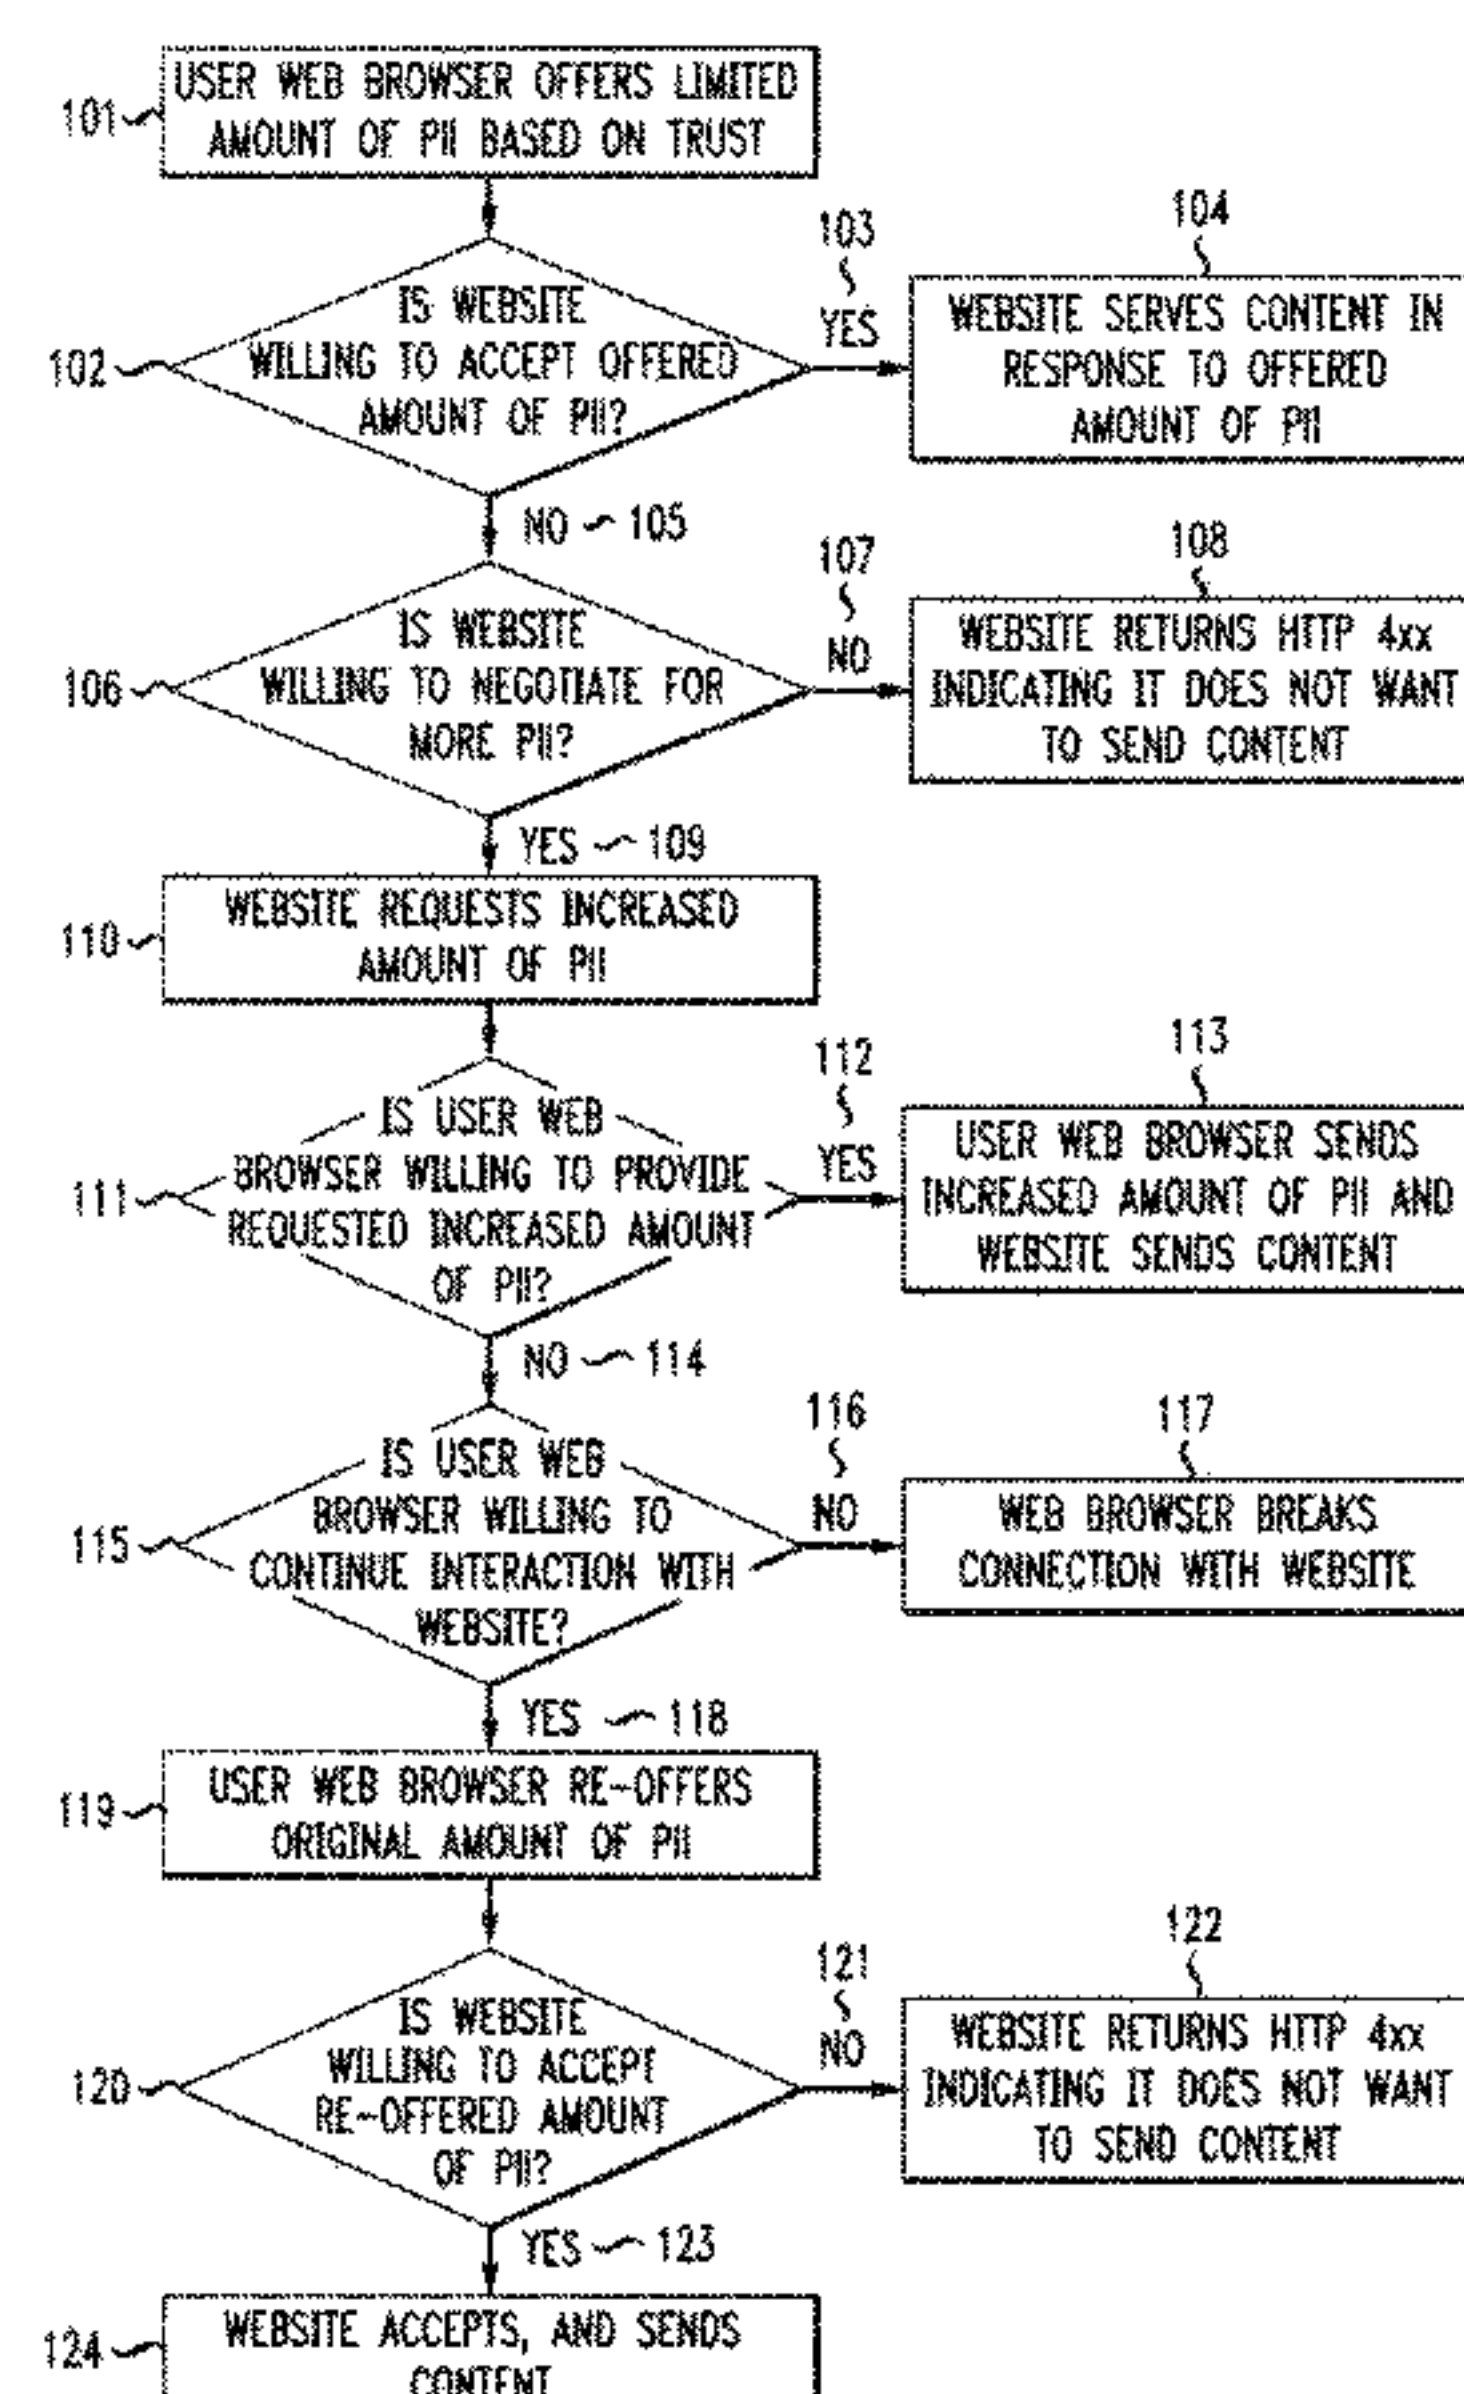 101
USER WEB BROWSER OFFERS LIMITED
AMOUNT OF PII BASED ON TRUST
102
IS WEBSITE
WILLING TO ACCEPT OFFERED
AMOUNT OF PII?
103
YES
104
WEBSITE SERVES CONTENT IN
RESPONSE TO OFFERED
AMOUNT OF PII
NO 105
106
IS WEBSITE
WILLING TO NEGOTIATE FOR
MORE PII?
107
NO
108
WEBSITE RETURNS HTTP 4xx
INDICATING IT DOES NOT WANT
TO SEND CONTENT
YES 109
110
WEBSITE REQUESTS INCREASED
AMOUNT OF PII
111
IS USER WEB
BROWSER WILLING TO PROVIDE
REQUESTED INCREASED AMOUNT
OF PII?
112
YES
113
USER WEB BROWSER SENDS
INCREASED AMOUNT OF PII AND
WEBSITE SENDS CONTENT
NO 114
115
IS USER WEB
BROWSER WILLING TO
CONTINUE INTERACTION WITH
WEBSITE?
116
NO
117
WEB BROWSER BREAKS
CONNECTION WITH WEBSITE
YES 118
119
USER WEB BROWSER RE-OFFERS
ORIGINAL AMOUNT OF PII
120
IS WEBSITE
WILLING TO ACCEPT
RE-OFFERED AMOUNT
OF PII?
121
NO
122
WEBSITE RETURNS HTTP 4xx
INDICATING IT DOES NOT WANT
TO SEND CONTENT
YES 123
124
WEBSITE ACCEPTS, AND SENDS
CONTENT